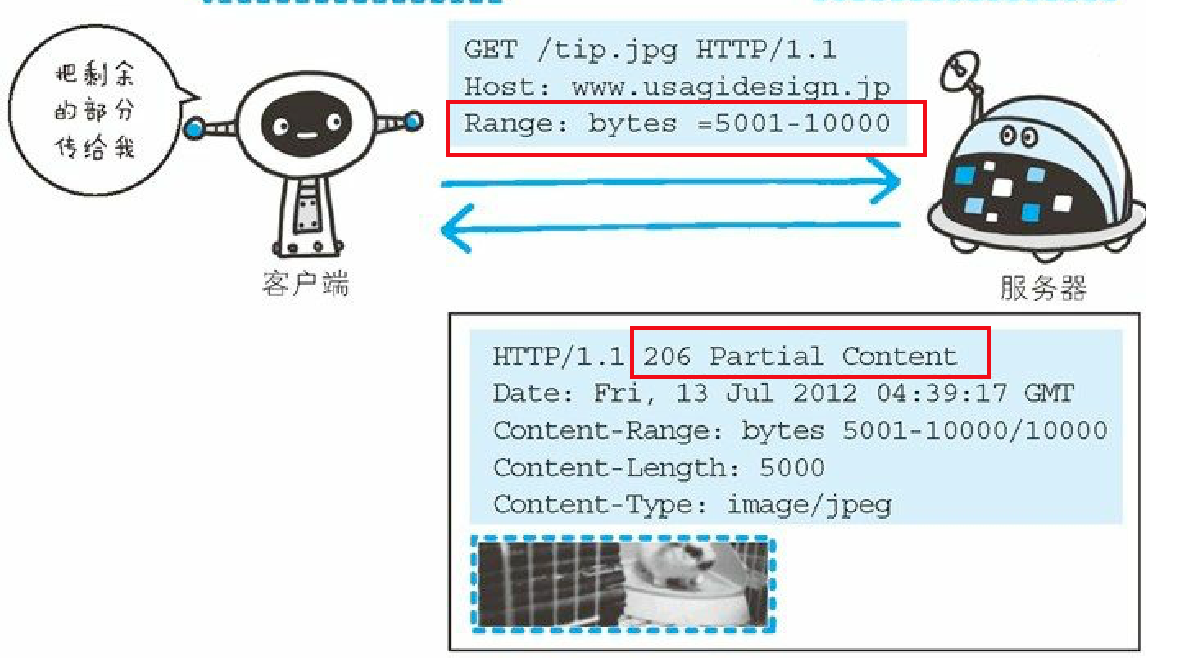 把剩余
的部分
传给我
GET /tip.jpg HTTP/1.1
Host: www.usagidesign.jp
Range: bytes =5001-10000
客户端
服务器
HTTP/1.1 206 Partial Content
Date: Fri, 13 Jul 2012 04:39:17 GMT
Content-Range: bytes 5001-10000/10000
Content-Length: 5000
Content-Type: image/jpeg